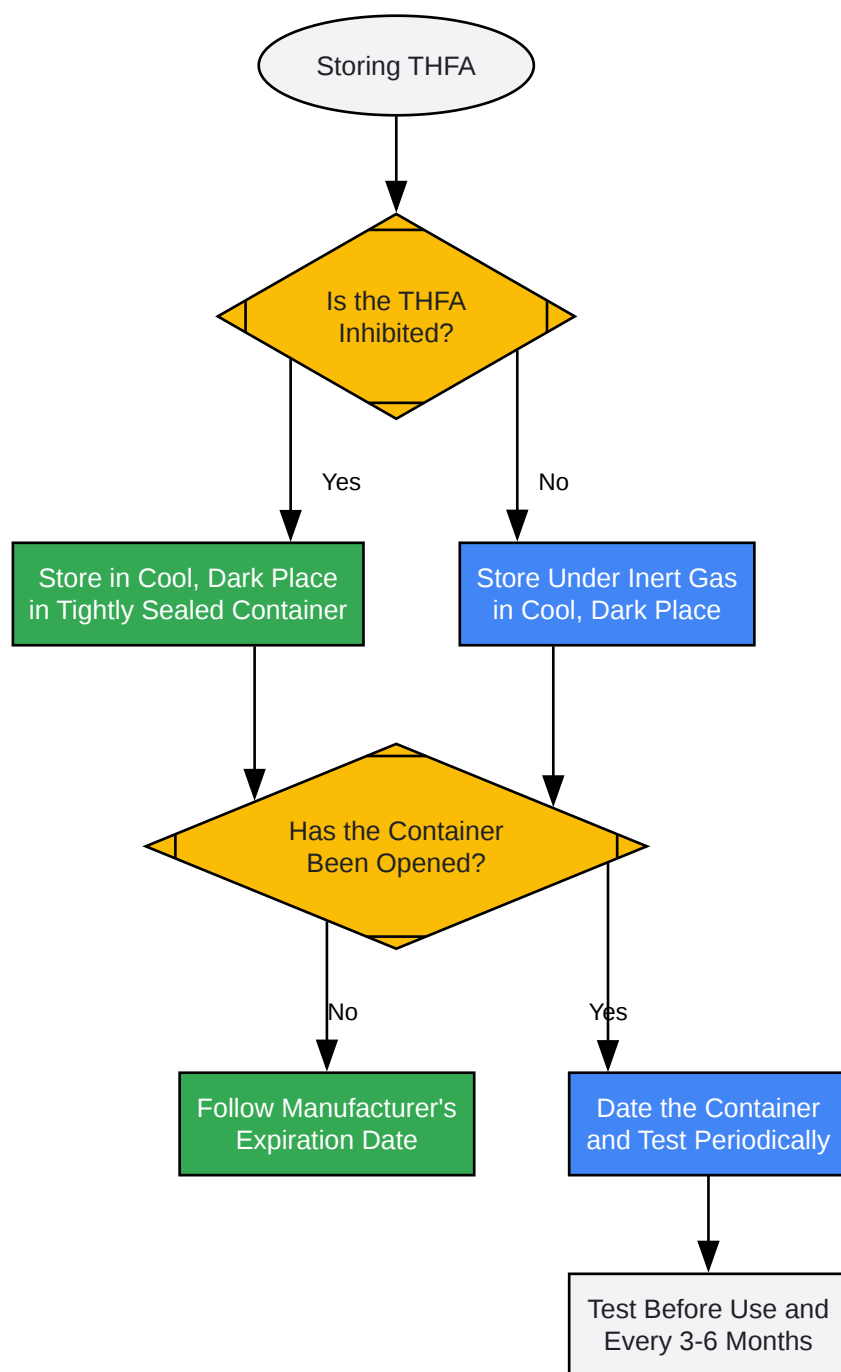 Storing THFA
Is the THFA
Inhibited?
Yes
No
Store in Cool, Dark Place
in Tightly Sealed Container
Store Under Inert Gas
in Cool, Dark Place
Has the Container
Been Opened?
No
Yes
Follow Manufacturer's
Expiration Date
Date the Container
and Test Periodically
Test Before Use and
Every 3-6 Months